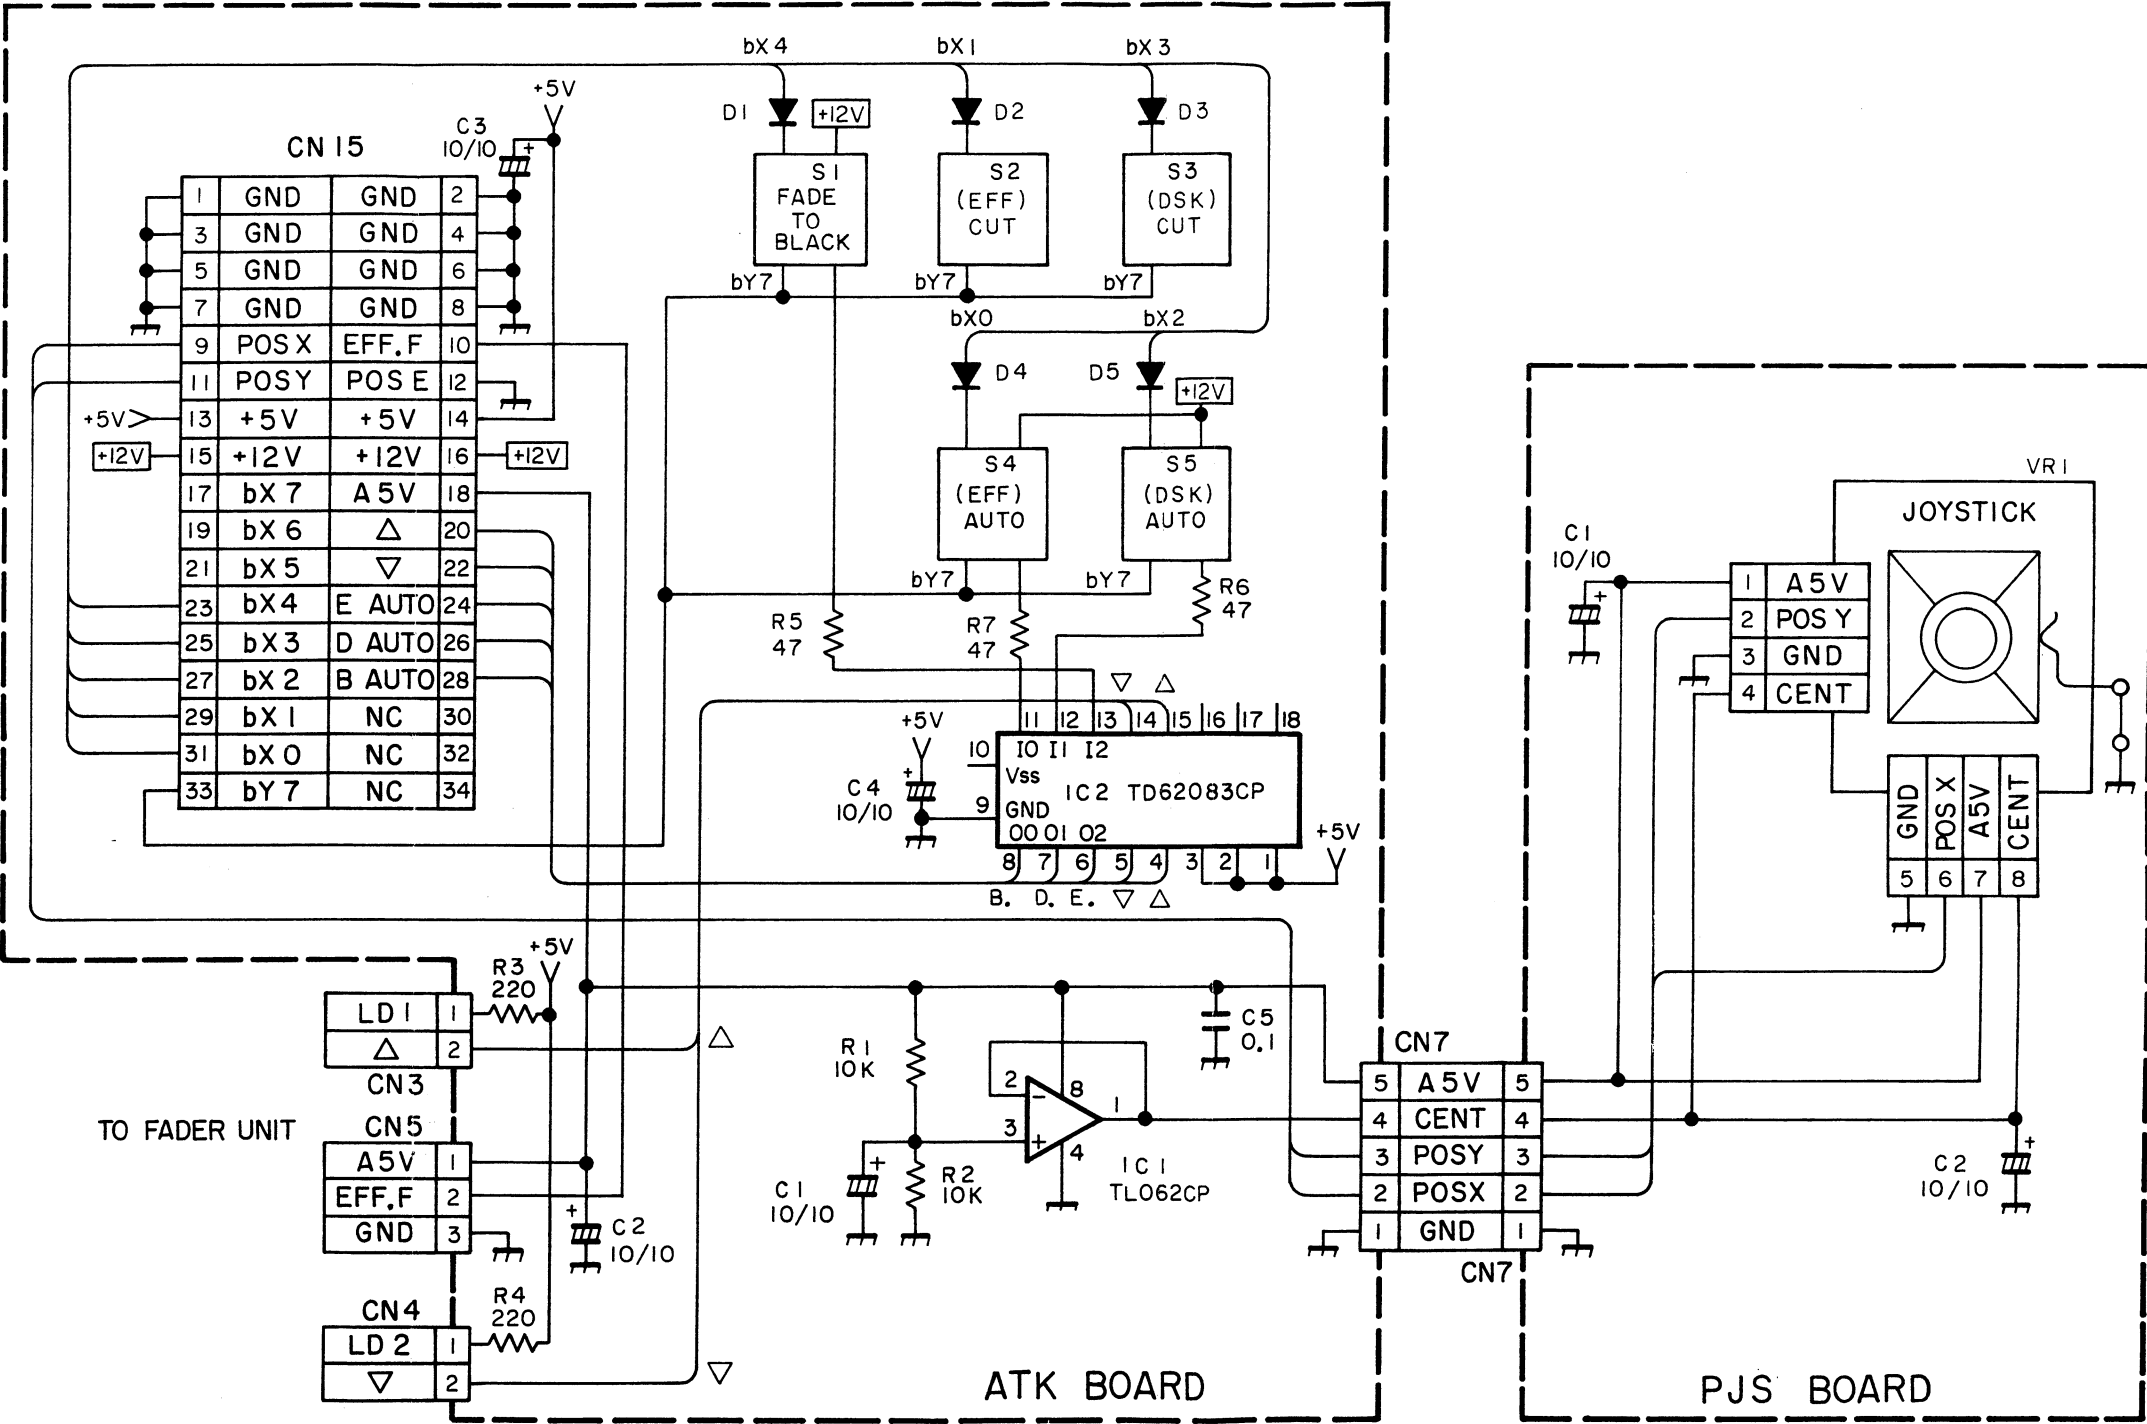 bX4
bX1
bX3
+5V
D1
+12V
D2
D3
C3
10/10
+
CN15
S1
FADE
TO
BLACK
S2
(EFF)
CUT
S3
(DSK)
CUT
1 GND GND 2
3 GND GND 4
5 GND GND 6
7 GND GND 8
9 POSX EFF.F 10
11 POSY POSE 12
+5V 13 +5V +5V 14
+12V 15 +12V +12V 16 +12V
17 bX7 A5V 18
19 bX6 △ 20
21 bX5 ▽ 22
23 bX4 E AUTO 24
25 bX3 D AUTO 26
27 bX2 B AUTO 28
29 bX1 NC 30
31 bX0 NC 32
33 bY7 NC 34
bY7
bY7
bY7
bX0
bX2
D4
D5
+12V
S4
(EFF)
AUTO
S5
(DSK)
AUTO
bY7
bY7
R5
47
R7
47
R6
47
▽ △
+5V
+
C4
10/10
11 12 13 14 15 16 17 18
10
I0 I1 I2
Vss
IC2 TD62083CP
9
GND
O0 O1 O2
8 7 6 5 4 3 2 1
+5V
B. D. E. ▽ △
+5V
R3
220
LD1 1
△ 2
CN3
△
TO FADER UNIT
CN5
A5V 1
EFF.F 2
GND 3
+
C2
10/10
CN4
R4
220
LD2 1
▽ 2
▽
R1
10K
R2
10K
+
C1
10/10
2
−
3
+
8
4
1
IC1
TL062CP
C5
0.1
ATK BOARD
CN7
5 A5V 5
4 CENT 4
3 POSY 3
2 POSX 2
1 GND 1
CN7
VR1
JOYSTICK
C1
10/10
+
1 A5V
2 POSY
3 GND
4 CENT
GND
POSX
A5V
CENT
5 6 7 8
+
C2
10/10
PJS BOARD